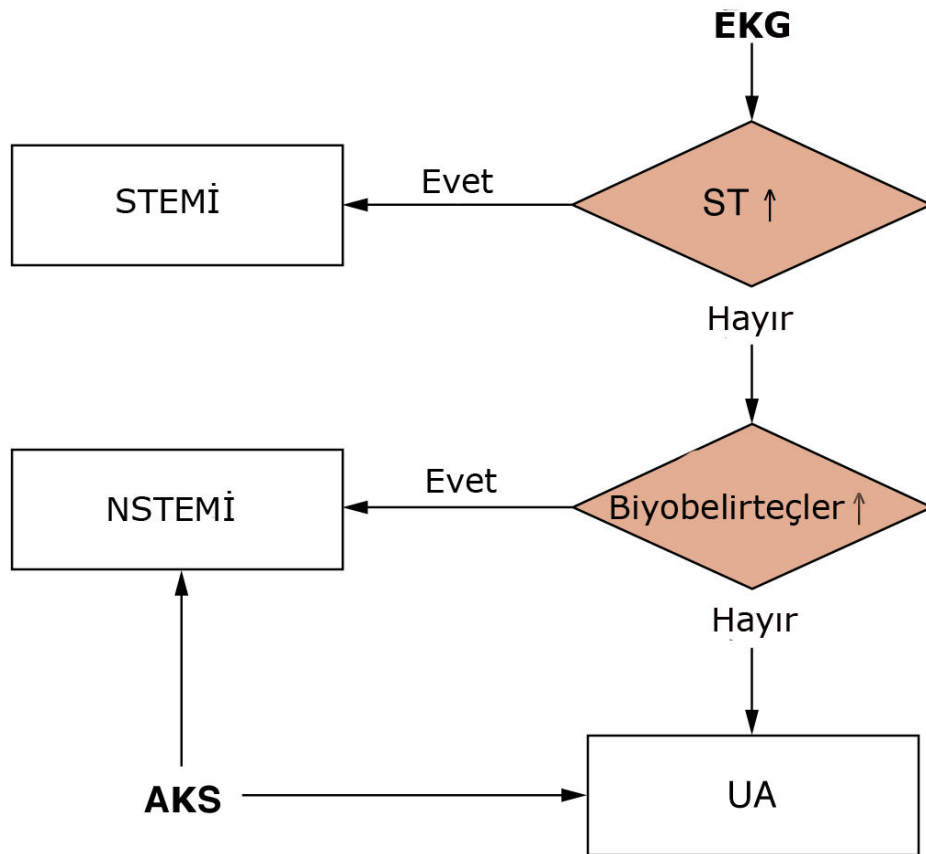 EKG
STEMİ
Evet
ST ↑
Hayır
NSTEMİ
Evet
Biyobelirteçler ↑
Hayır
AKS
UA